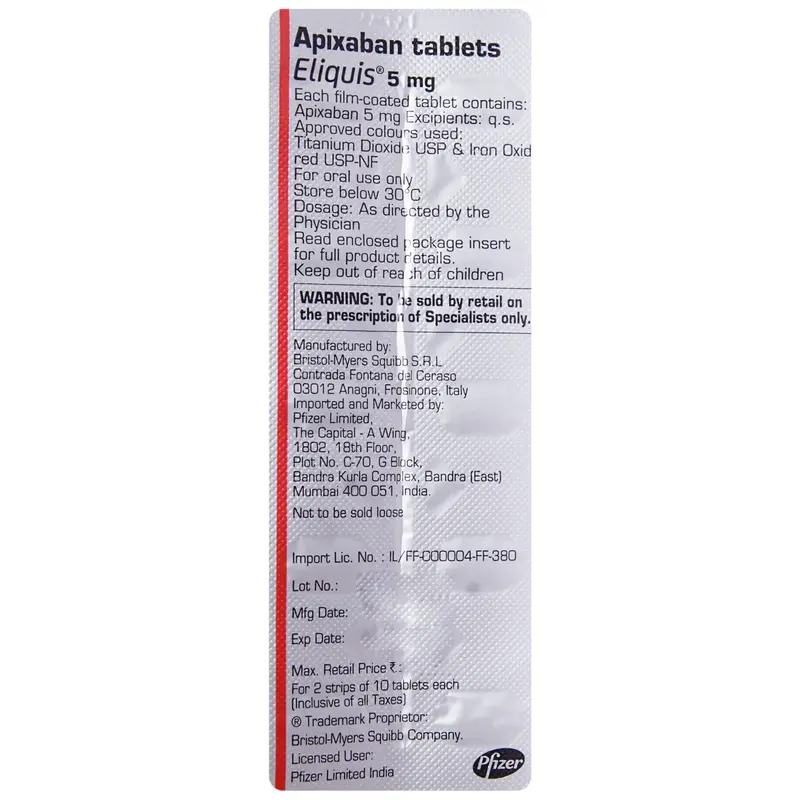 Apixaban tablets
Eliquis® 5 mg
Each film-coated tablet contains:
Apixaban 5 mg Excipients: q.s.
Approved colours used:
Titanium Dioxide USP & Iron Oxid
red USP-NF
For oral use only
Store below 30°C
Dosage: As directed by the
Physician
Read enclosed package insert
for full product details.
Keep out of reach of children
WARNING: To be sold by retail on
the prescription of Specialists only.
Manufactured by:
Bristol-Myers Squibb S.R.L
Contrada Fontana del Ceraso
03012 Anagni, Frosinone, Italy
Imported and Marketed by:
Pfizer Limited,
The Capital - A Wing,
1802, 18th Floor,
Plot No. C-70, G Block,
Bandra Kurla Complex, Bandra (East)
Mumbai 400 051, India.
Not to be sold loose
Import Lic. No. : IL/FF-000004-FF-380
Lot No.:
Mfg Date:
Exp Date:
Max. Retail Price ₹.:
For 2 strips of 10 tablets each
(Inclusive of all Taxes)
® Trademark Proprietor:
Bristol-Myers Squibb Company.
Licensed User:
Pfizer Limited India
Pfizer